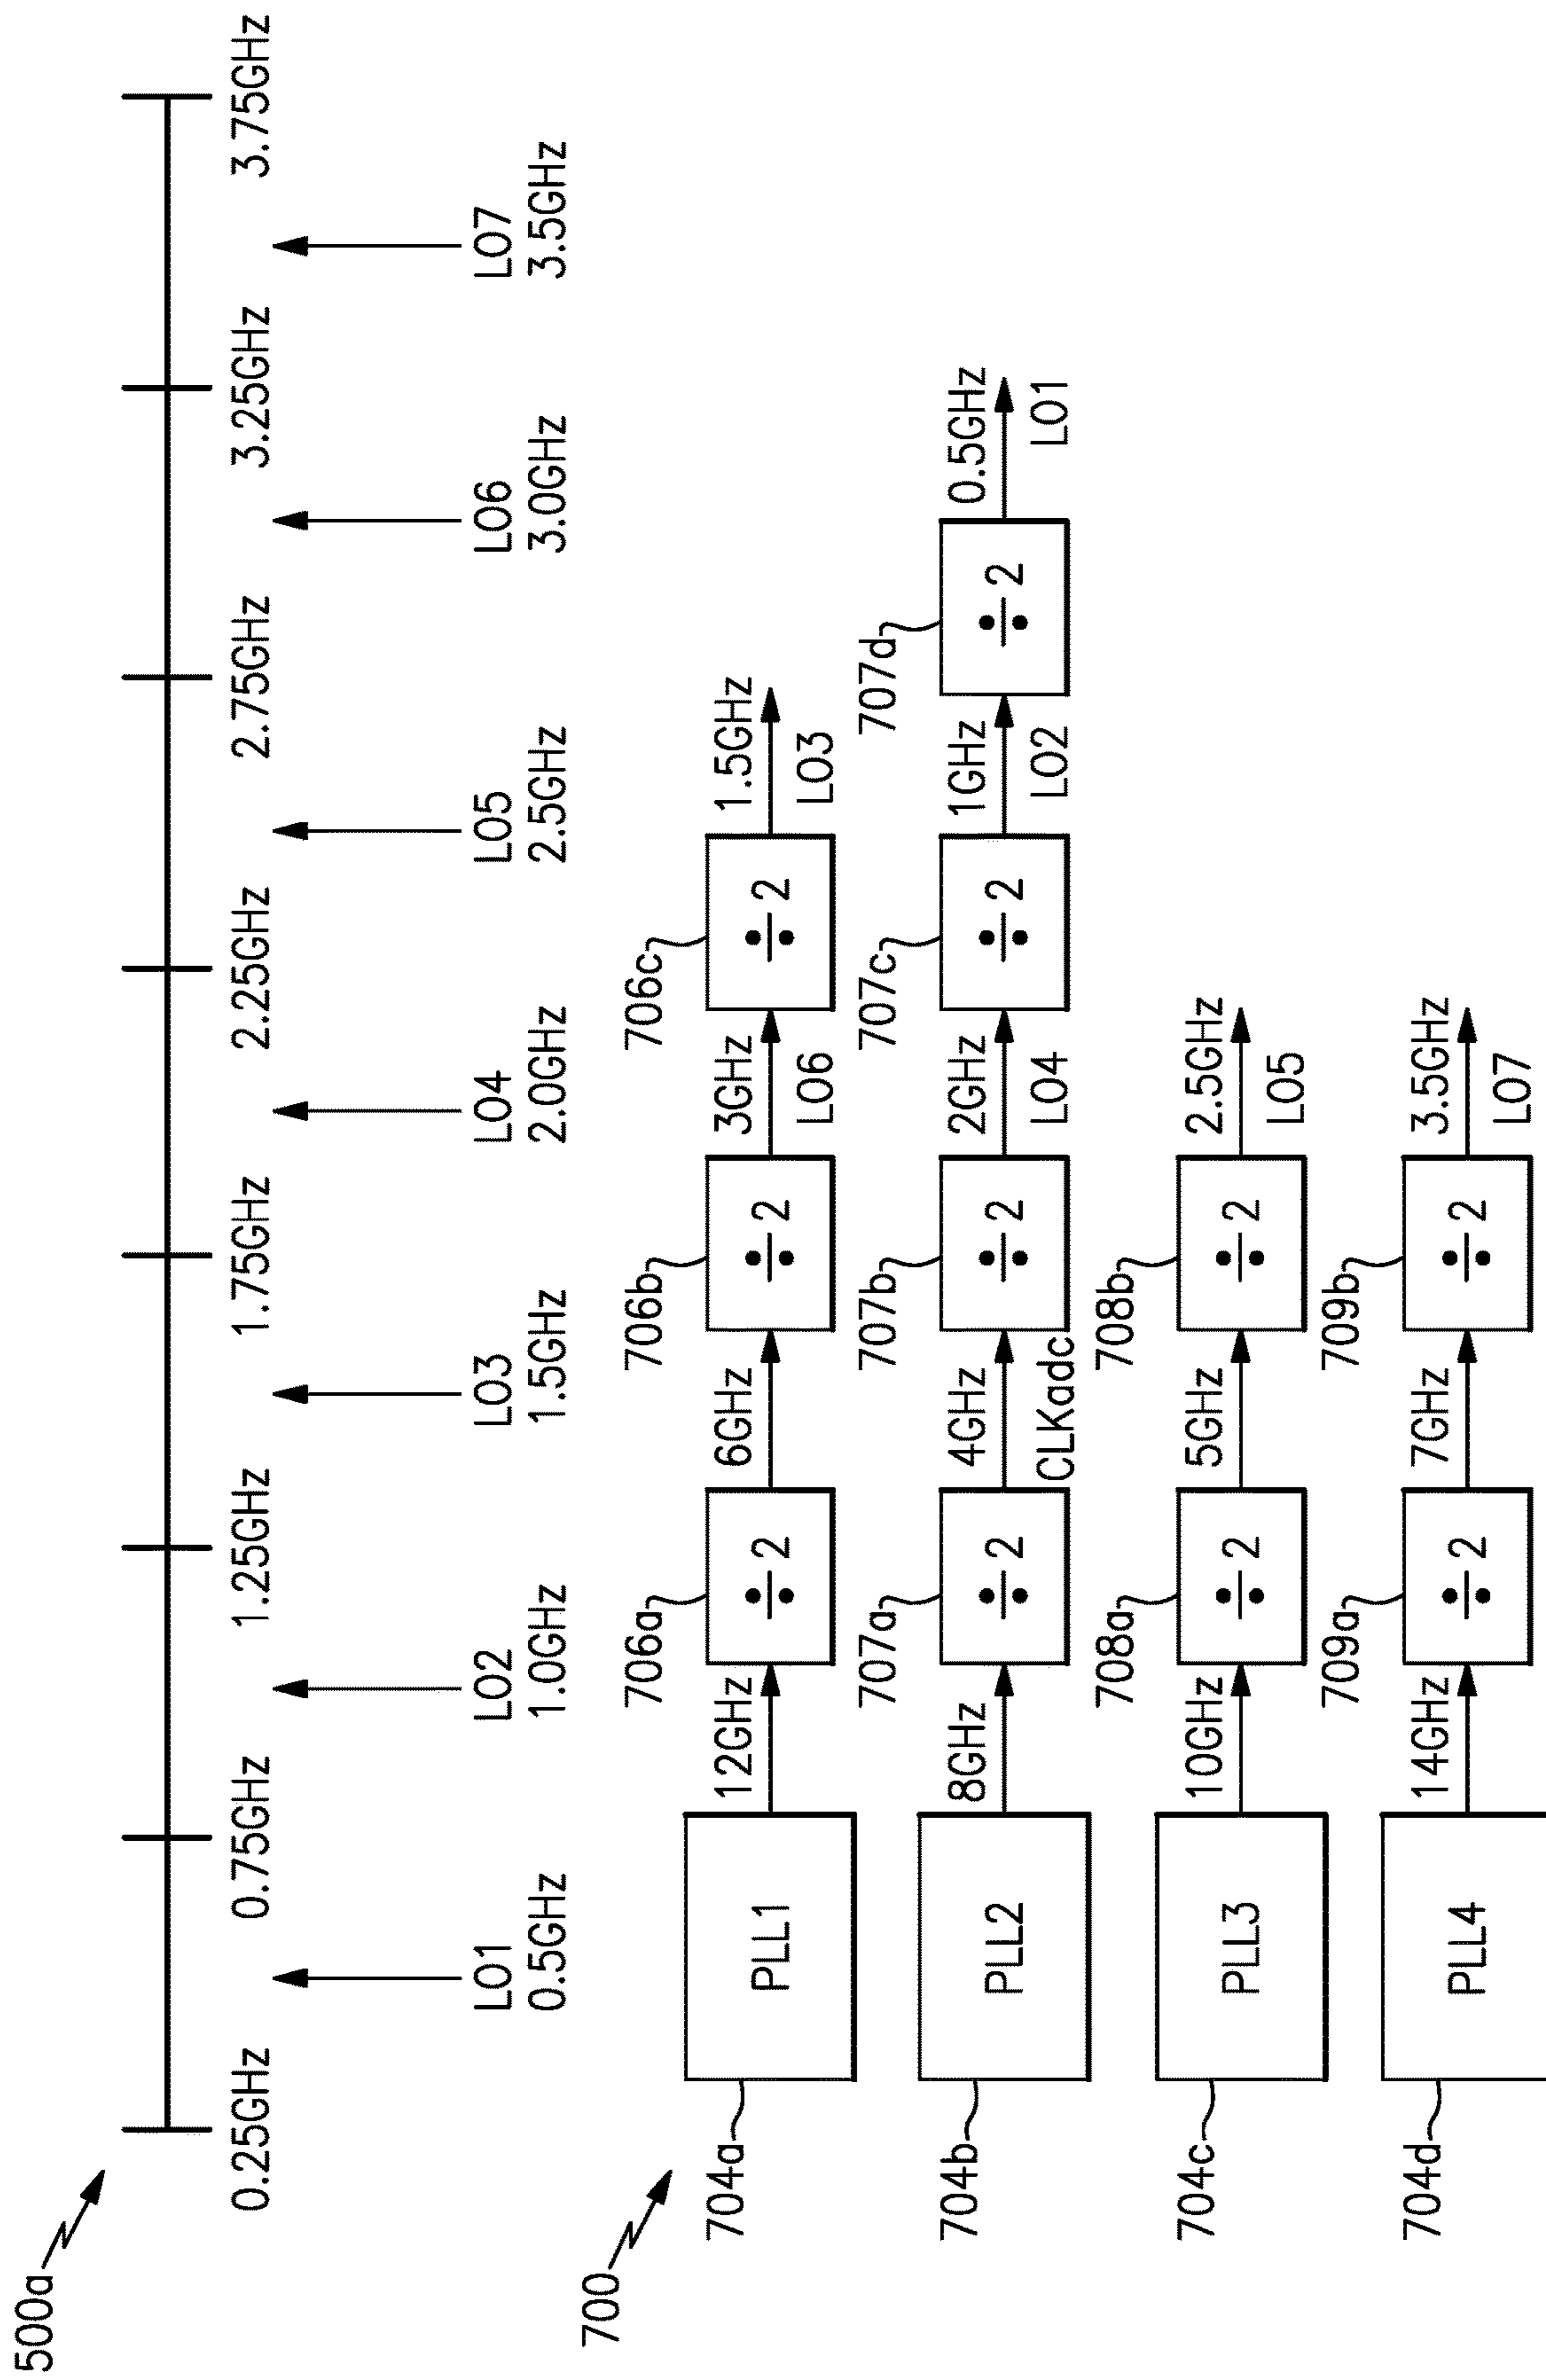 500a
0.25GHz 0.75GHz 1.25GHz 1.75GHz 2.25GHz 2.75GHz 3.25GHz 3.75GHz
LO1 LO2 LO3 LO4 LO5 LO6 LO7
0.5GHz 1.0GHz 1.5GHz 2.0GHz 2.5GHz 3.0GHz 3.5GHz
700
706a 706b 706c
704a PLL1 12GHz ÷2 6GHz ÷2 3GHz ÷2 1.5GHz
LO6 LO3
707a 707b 707c 707d
704b PLL2 8GHz ÷2 4GHz ÷2 2GHz ÷2 1GHz ÷2 0.5GHz
CLKadc LO4 LO2 LO1
708a 708b
704c PLL3 10GHz ÷2 5GHz ÷2 2.5GHz
LO5
709a 709b
704d PLL4 14GHz ÷2 7GHz ÷2 3.5GHz
LO7